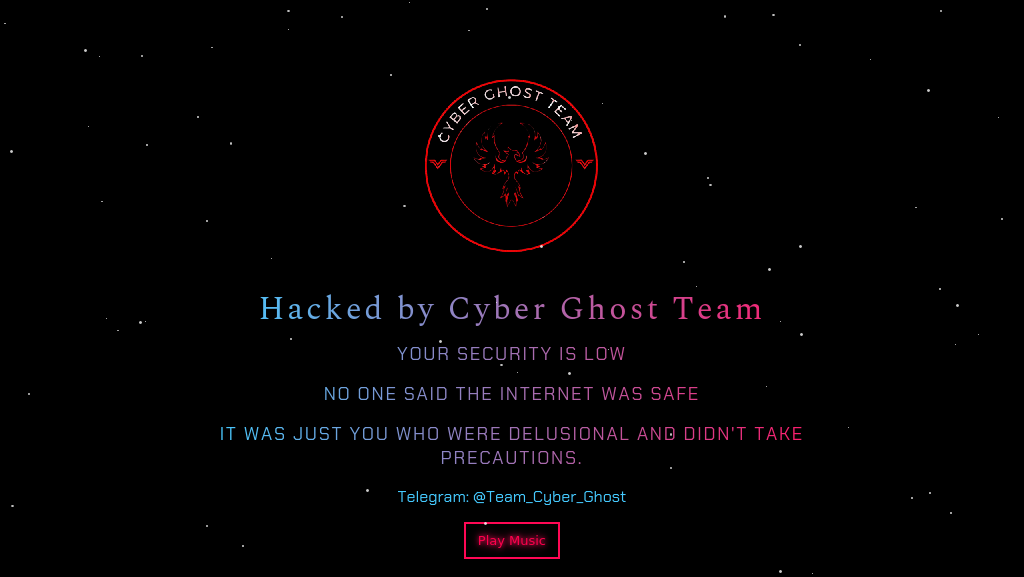 CYBER GHOST TEAM
Hacked by Cyber Ghost Team
YOUR SECURITY IS LOW
NO ONE SAID THE INTERNET WAS SAFE
IT WAS JUST YOU WHO WERE DELUSIONAL AND DIDN'T TAKE
PRECAUTIONS.
Telegram: @Team_Cyber_Ghost
Play Music